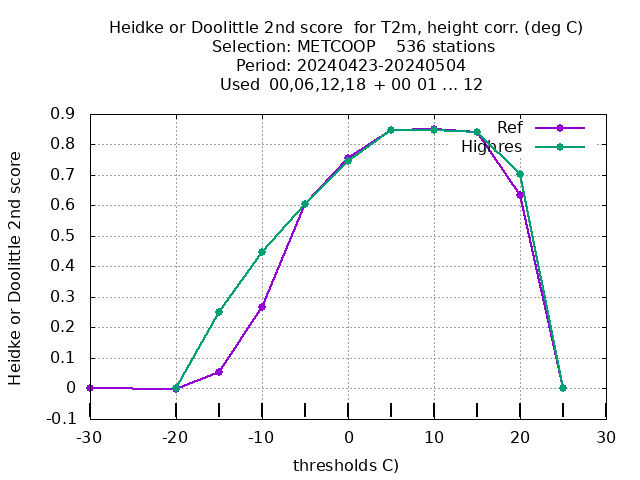 Heidke or Doolittle 2nd score  for T2m, height corr. (deg C)
Selection: METCOOP    536 stations
Period: 20240423-20240504
Used  00,06,12,18  + 00 01 ... 12
Heidke or Doolittle 2nd score
0.9
0.8
0.7
0.6
0.5
0.4
0.3
0.2
0.1
0
-0.1
Ref
Highres
-30
-20
-10
0
10
20
30
thresholds C)